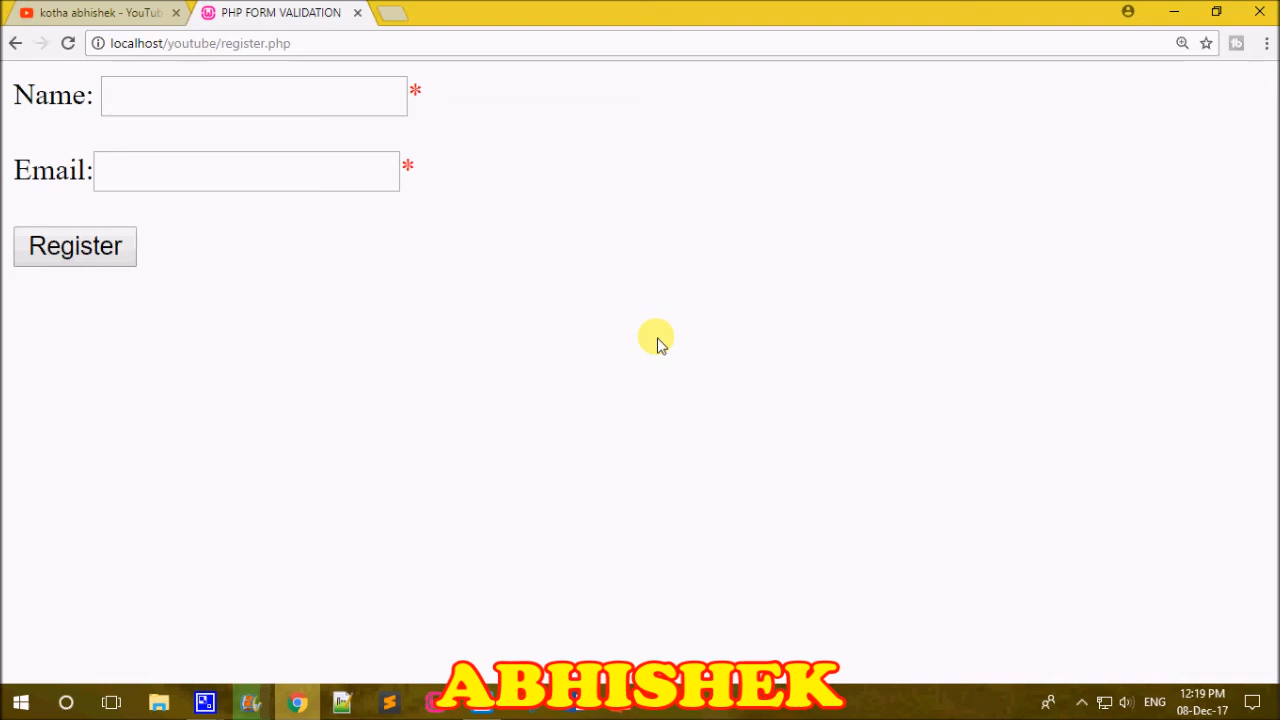 kotha abhishek - YouTu
PHP FORM VALIDATION
localhost/youtube/register.php
Name: *
Email: *
Register
ABHISHEK
ENG
12:19 PM
08-Dec-17